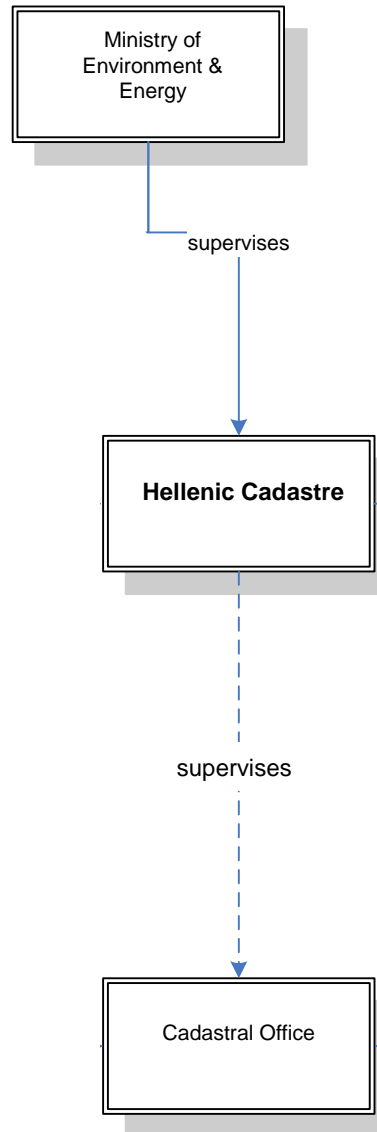 Ministry of
Environment &
Energy
supervises
Hellenic Cadastre
supervises
Cadastral Office